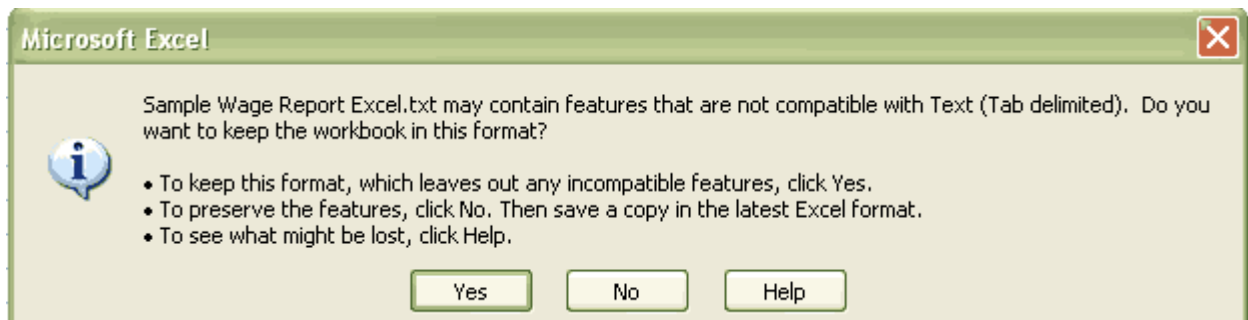 Microsoft Excel
Sample Wage Report Excel.txt may contain features that are not compatible with Text (Tab delimited).  Do you
want to keep the workbook in this format?
• To keep this format, which leaves out any incompatible features, click Yes.
• To preserve the features, click No. Then save a copy in the latest Excel format.
• To see what might be lost, click Help.
Yes No Help